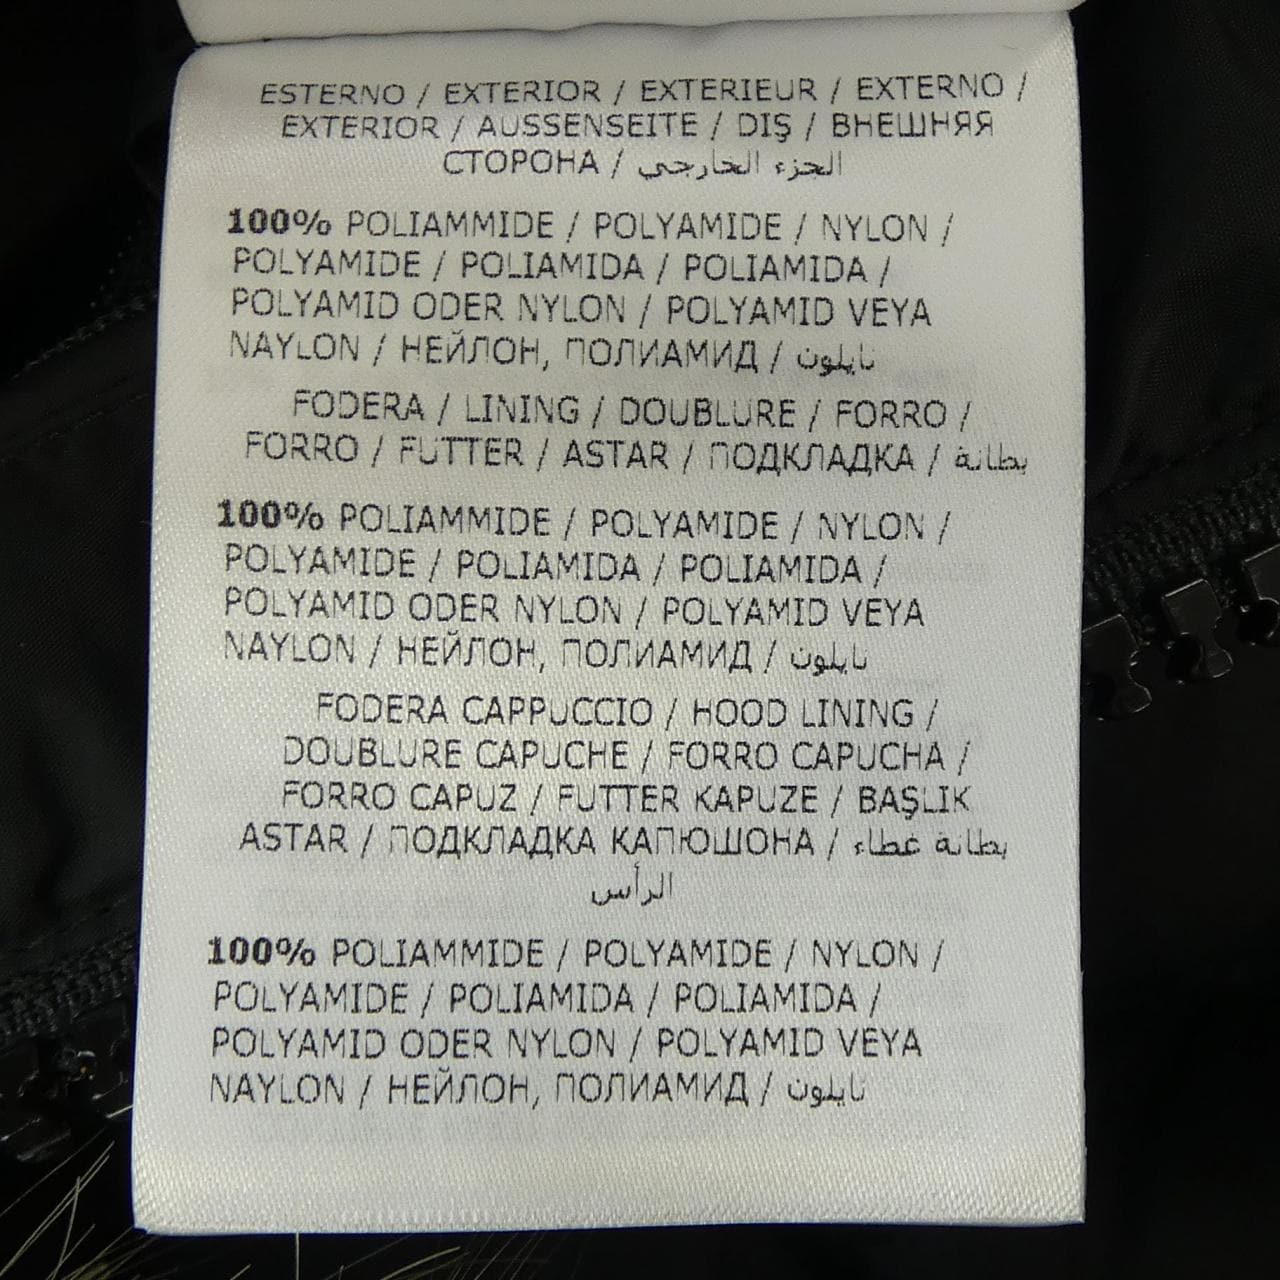 ESTERNO / EXTERIOR / EXTERIEUR / EXTERNO /
EXTERIOR / AUSSENSEITE / DIŞ / ВНЕШНЯЯ
СТОРОНА / الجزء الخارجي
100% POLIAMMIDE / POLYAMIDE / NYLON /
POLYAMIDE / POLIAMIDA / POLIAMIDA /
POLYAMID ODER NYLON / POLYAMID VEYA
NAYLON / НЕЙЛОН, ПОЛИАМИД / نايلون
FODERA / LINING / DOUBLURE / FORRO /
FORRO / FUTTER / ASTAR / ПОДКЛАДКА / بطانة
100% POLIAMMIDE / POLYAMIDE / NYLON /
POLYAMIDE / POLIAMIDA / POLIAMIDA /
POLYAMID ODER NYLON / POLYAMID VEYA
NAYLON / НЕЙЛОН, ПОЛИАМИД / نايلون
FODERA CAPPUCCIO / HOOD LINING /
DOUBLURE CAPUCHE / FORRO CAPUCHA /
FORRO CAPUZ / FUTTER KAPUZE / BAŞLIK
ASTAR / ПОДКЛАДКА КАПЮШОНА / بطانة غطاء
الرأس
100% POLIAMMIDE / POLYAMIDE / NYLON /
POLYAMIDE / POLIAMIDA / POLIAMIDA /
POLYAMID ODER NYLON / POLYAMID VEYA
NAYLON / НЕЙЛОН, ПОЛИАМИД / نايلون